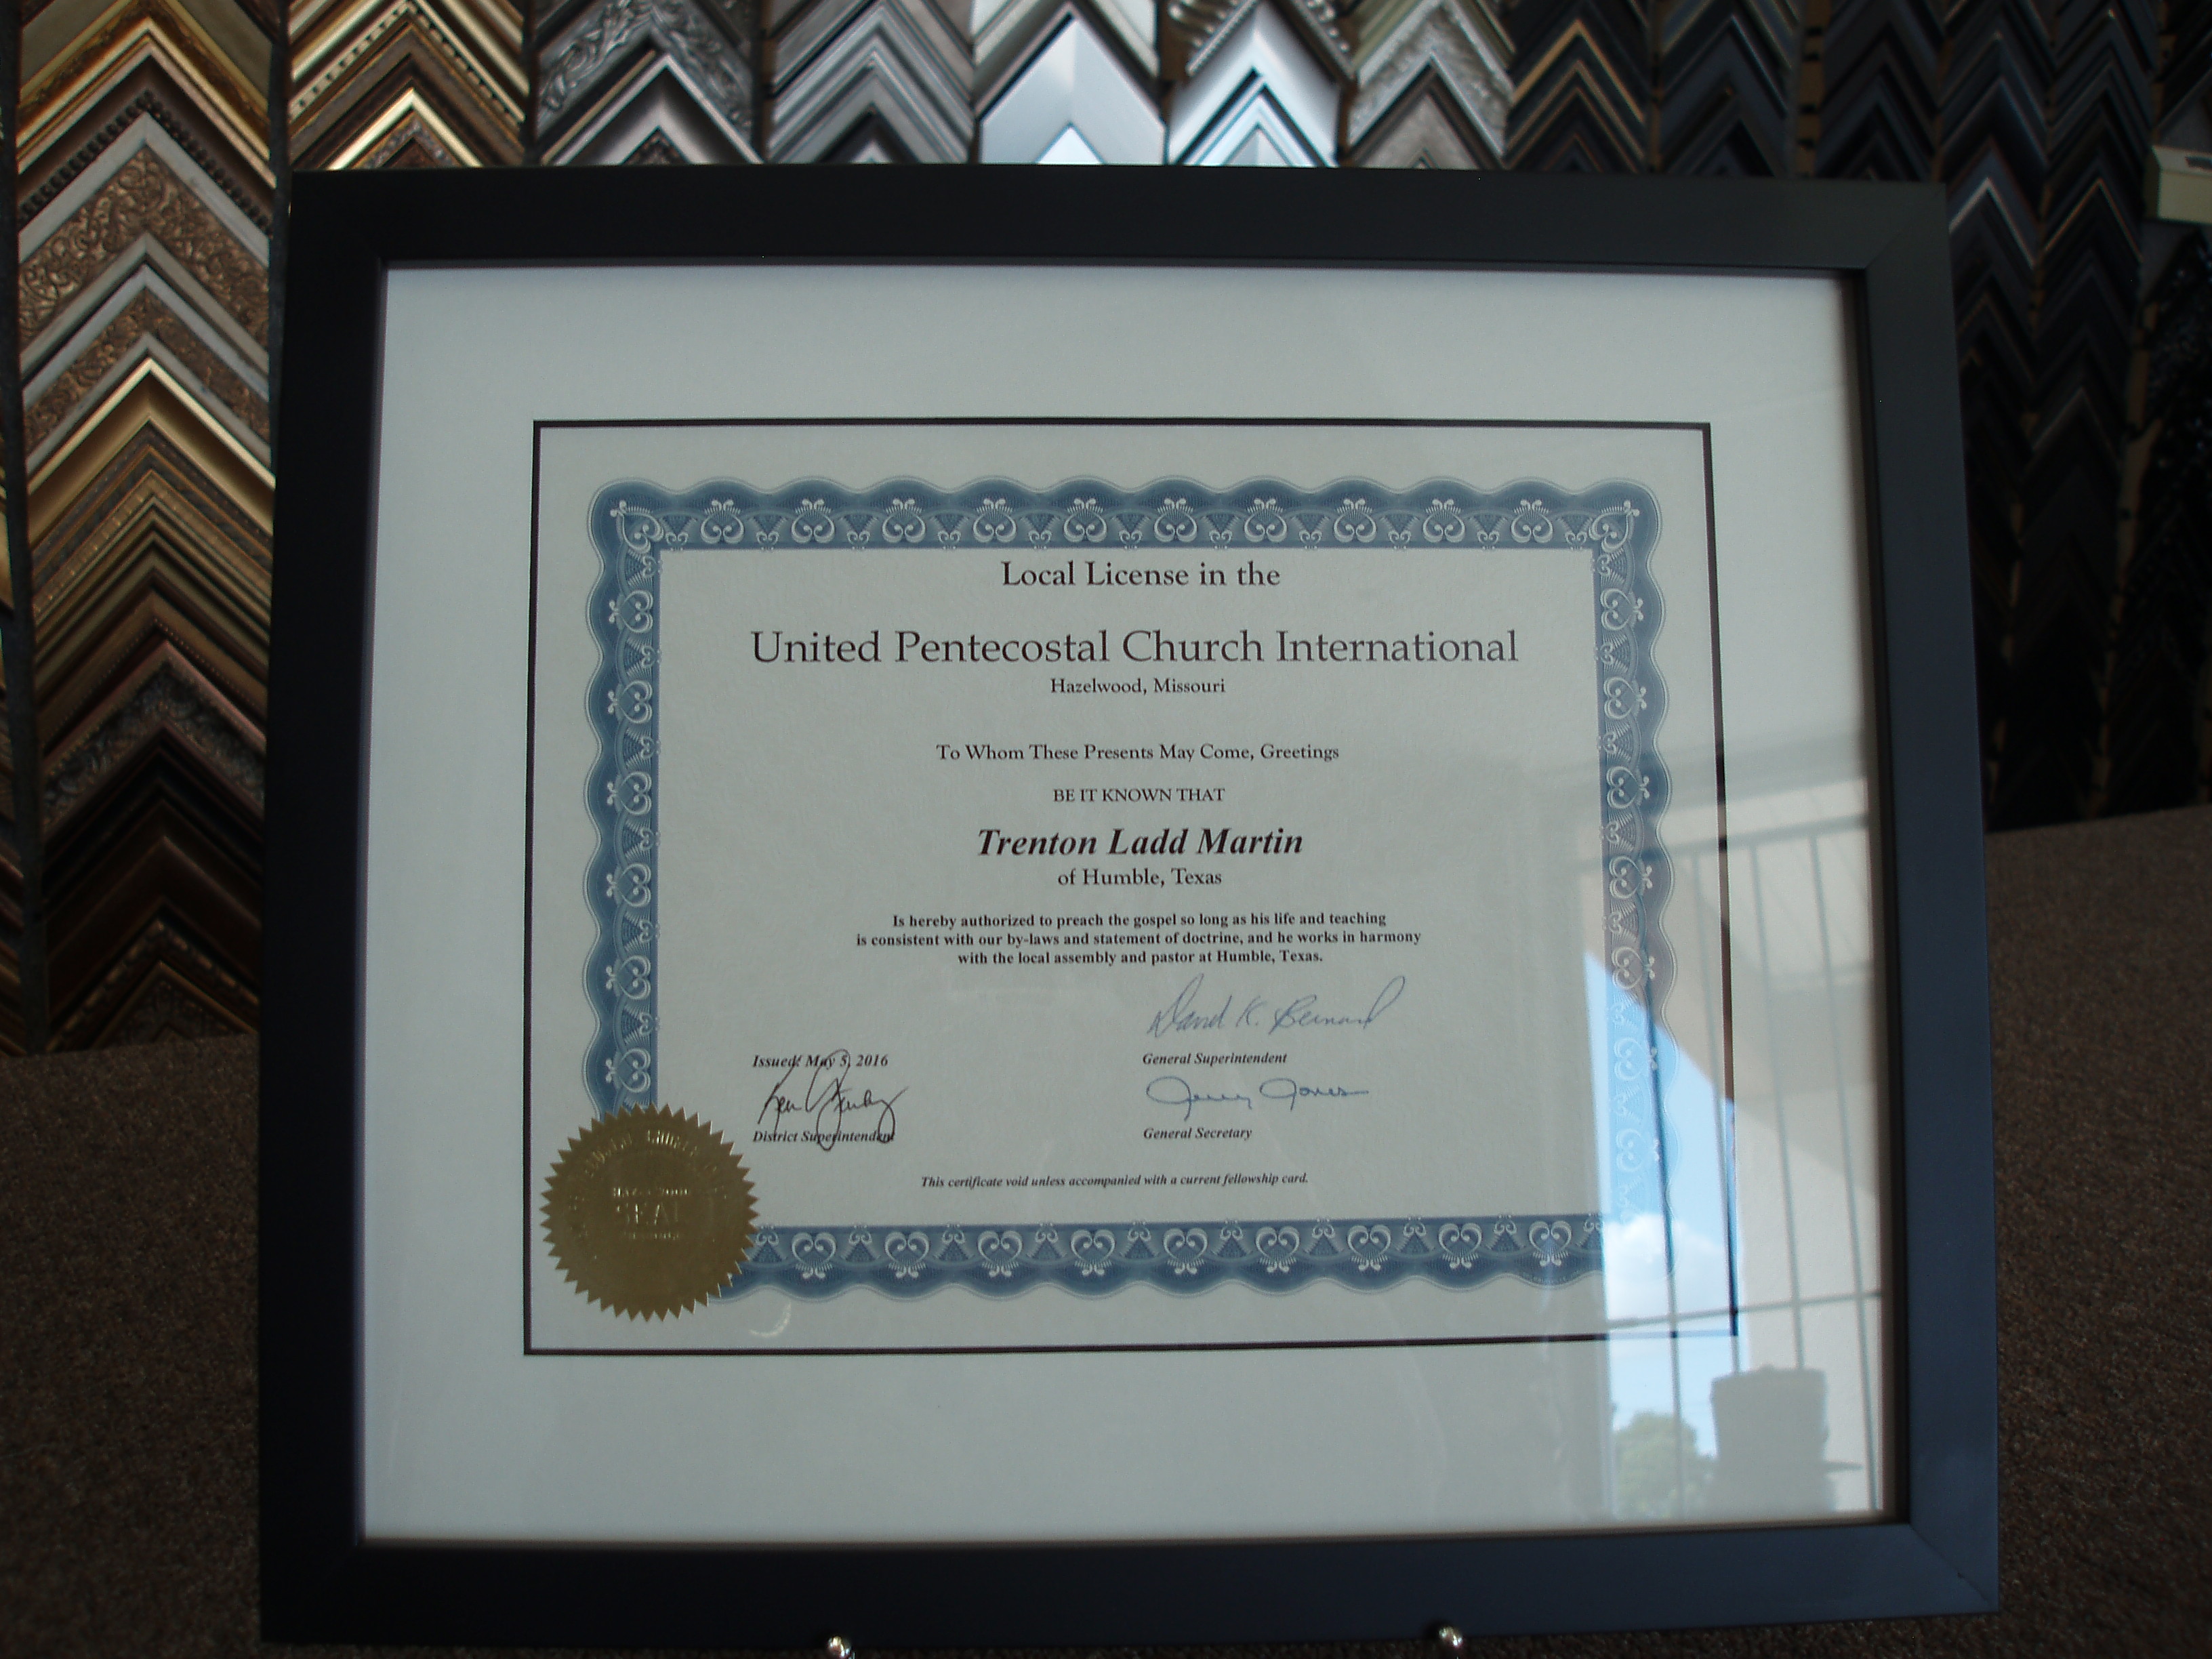 Local License in the
United Pentecostal Church International
Hazelwood, Missouri
To Whom These Presents May Come, Greetings
BE IT KNOWN THAT
Trenton Ladd Martin
of Humble, Texas
Is hereby authorized to preach the gospel so long as his life and teaching
is consistent with our by-laws and statement of doctrine, and he works in harmony
with the local assembly and pastor at Humble, Texas.
David K. Bernard
General Superintendent
Jerry Jones
General Secretary
Issued: May 5, 2016
District Superintendent
This certificate void unless accompanied with a current fellowship card.